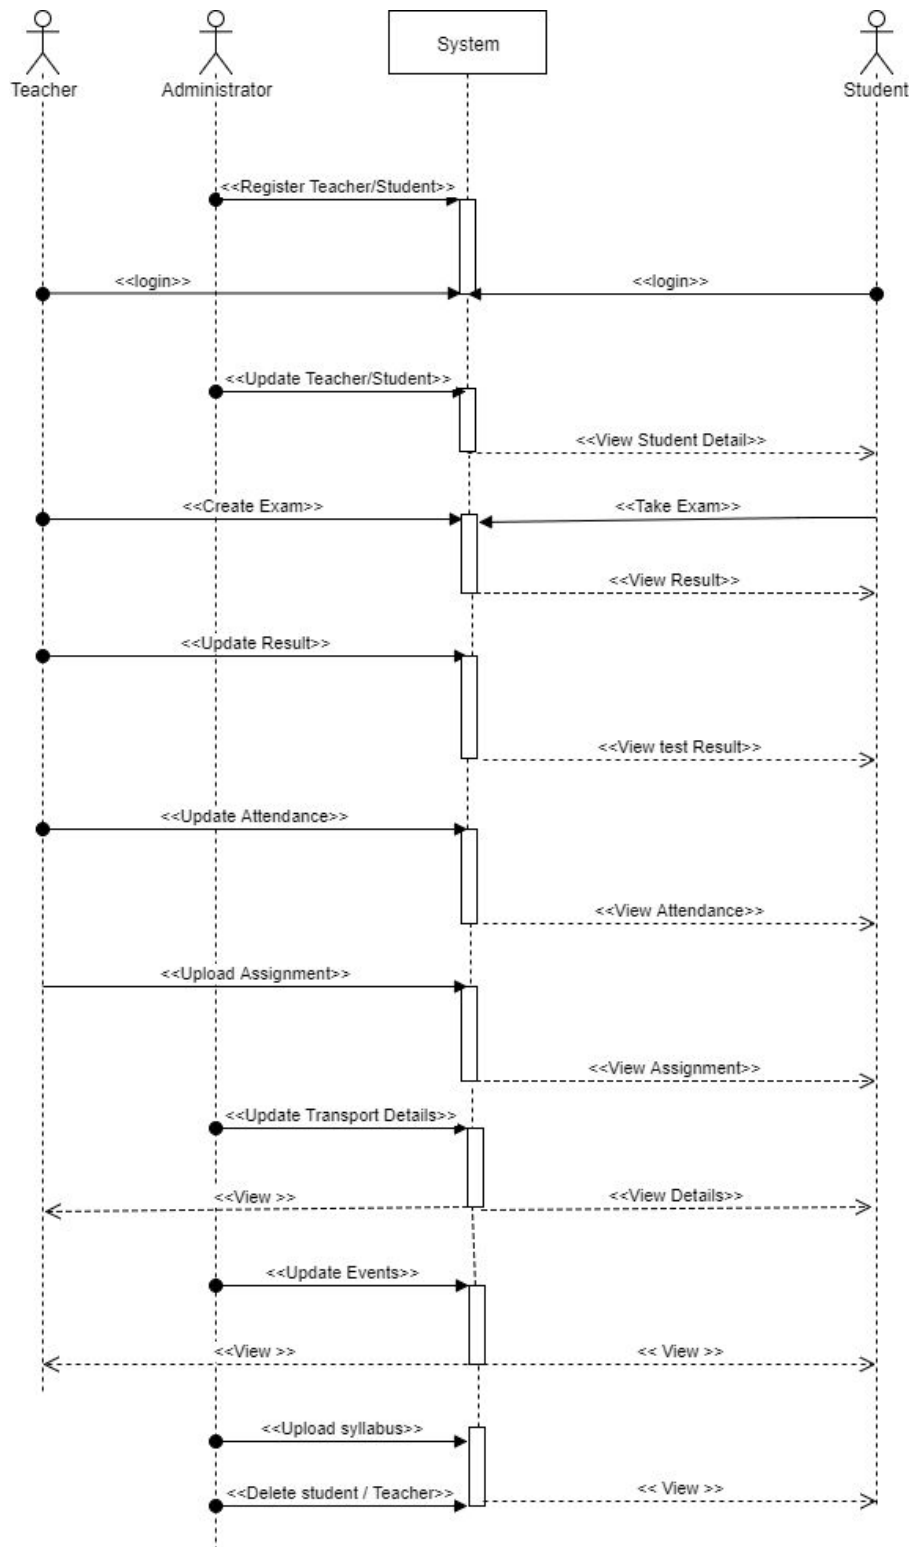 System
Teacher
Administrator
Student
<<Register Teacher/Student>>
<<login>>
<<login>>
<<Update Teacher/Student>>
<<View Student Detail>>
<<Create Exam>>
<<Take Exam>>
<<View Result>>
<<Update Result>>
<<View test Result>>
<<Update Attendance>>
<<View Attendance>>
<<Upload Assignment>>
<<View Assignment>>
<<Update Transport Details>>
<<View >>
<<View Details>>
<<Update Events>>
<<View >>
<< View >>
<<Upload syllabus>>
<<Delete student / Teacher>>
<< View >>